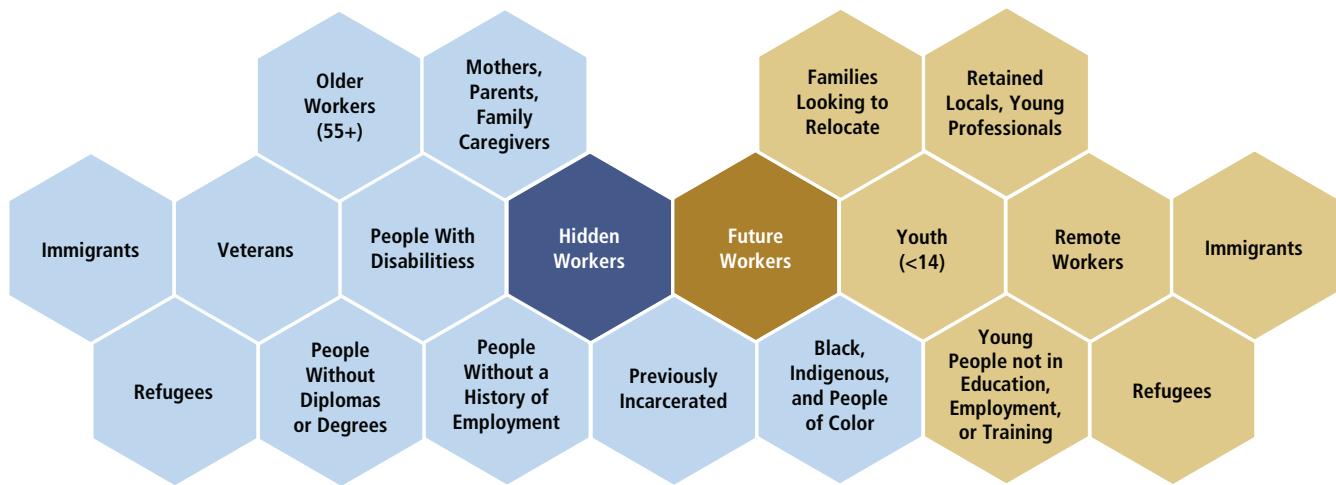 Older
Workers
(55+)
Mothers,
Parents,
Family
Caregivers
Families
Looking to
Relocate
Retained
Locals, Young
Professionals
Immigrants
Veterans
People With
Disabilitiess
Hidden
Workers
Future
Workers
Youth
(<14)
Remote
Workers
Immigrants
Refugees
People
Without
Diplomas
or Degrees
People
Without a
History of
Employment
Previously
Incarcerated
Black,
Indigenous,
and People
of Color
Young
People not in
Education,
Employment,
or Training
Refugees